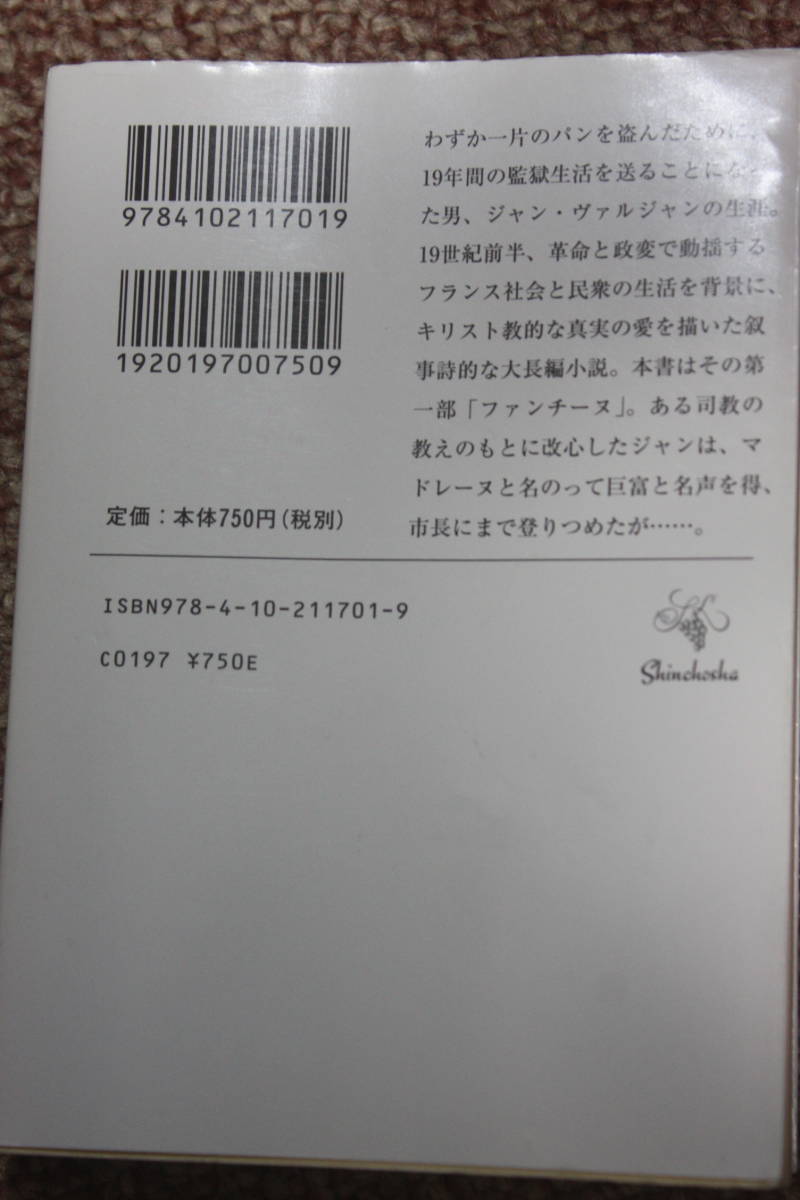 9784102117019
1920197007509
定価：本体750円（税別）
わずか一片のパンを盗んだために、
19年間の監獄生活を送ることになっ
た男、ジャン・ヴァルジャンの生涯。
19世紀前半、革命と政変で動揺する
フランス社会と民衆の生活を背景に、
キリスト教的な真実の愛を描いた叙
事詩的な大長編小説。本書はその第
一部「ファンチーヌ」。ある司教の
教えのもとに改心したジャンは、マ
ドレーヌと名のって巨富と名声を得、
市長にまで登りつめたが……。
ISBN978-4-10-211701-9
C0197 ¥750E
Shinchosha